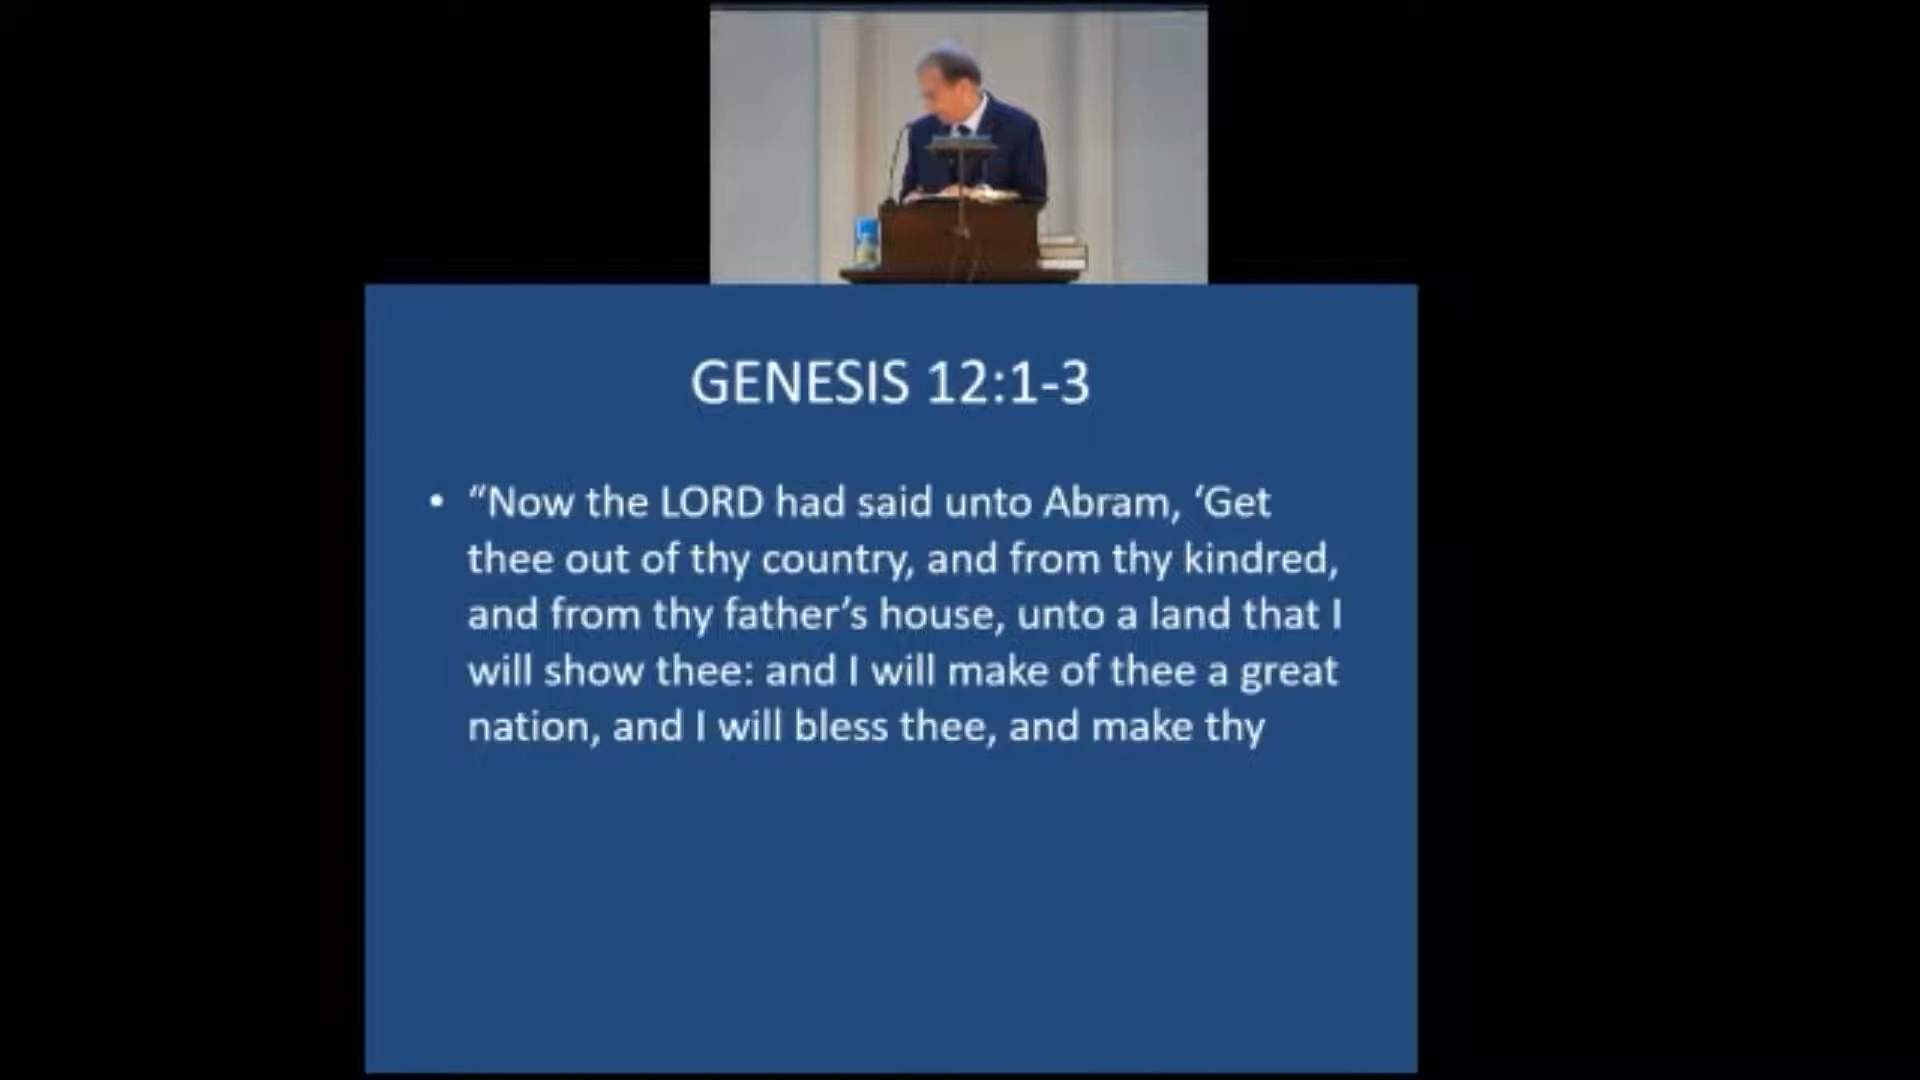 GENESIS 12:1-3
• “Now the LORD had said unto Abram, ‘Get
thee out of thy country, and from thy kindred,
and from thy father’s house, unto a land that I
will show thee: and I will make of thee a great
nation, and I will bless thee, and make thy